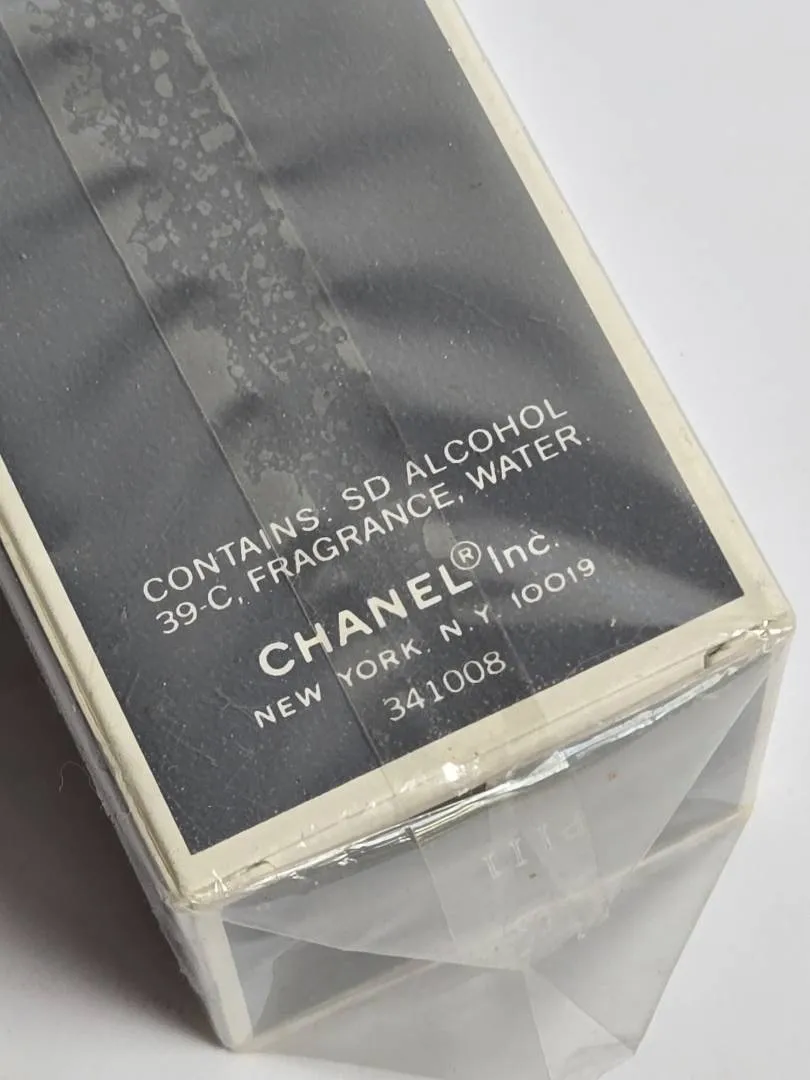 CONTAINS: SD ALCOHOL
39-C, FRAGRANCE, WATER.
CHANEL® Inc.
NEW YORK. N.Y. 10019
341008